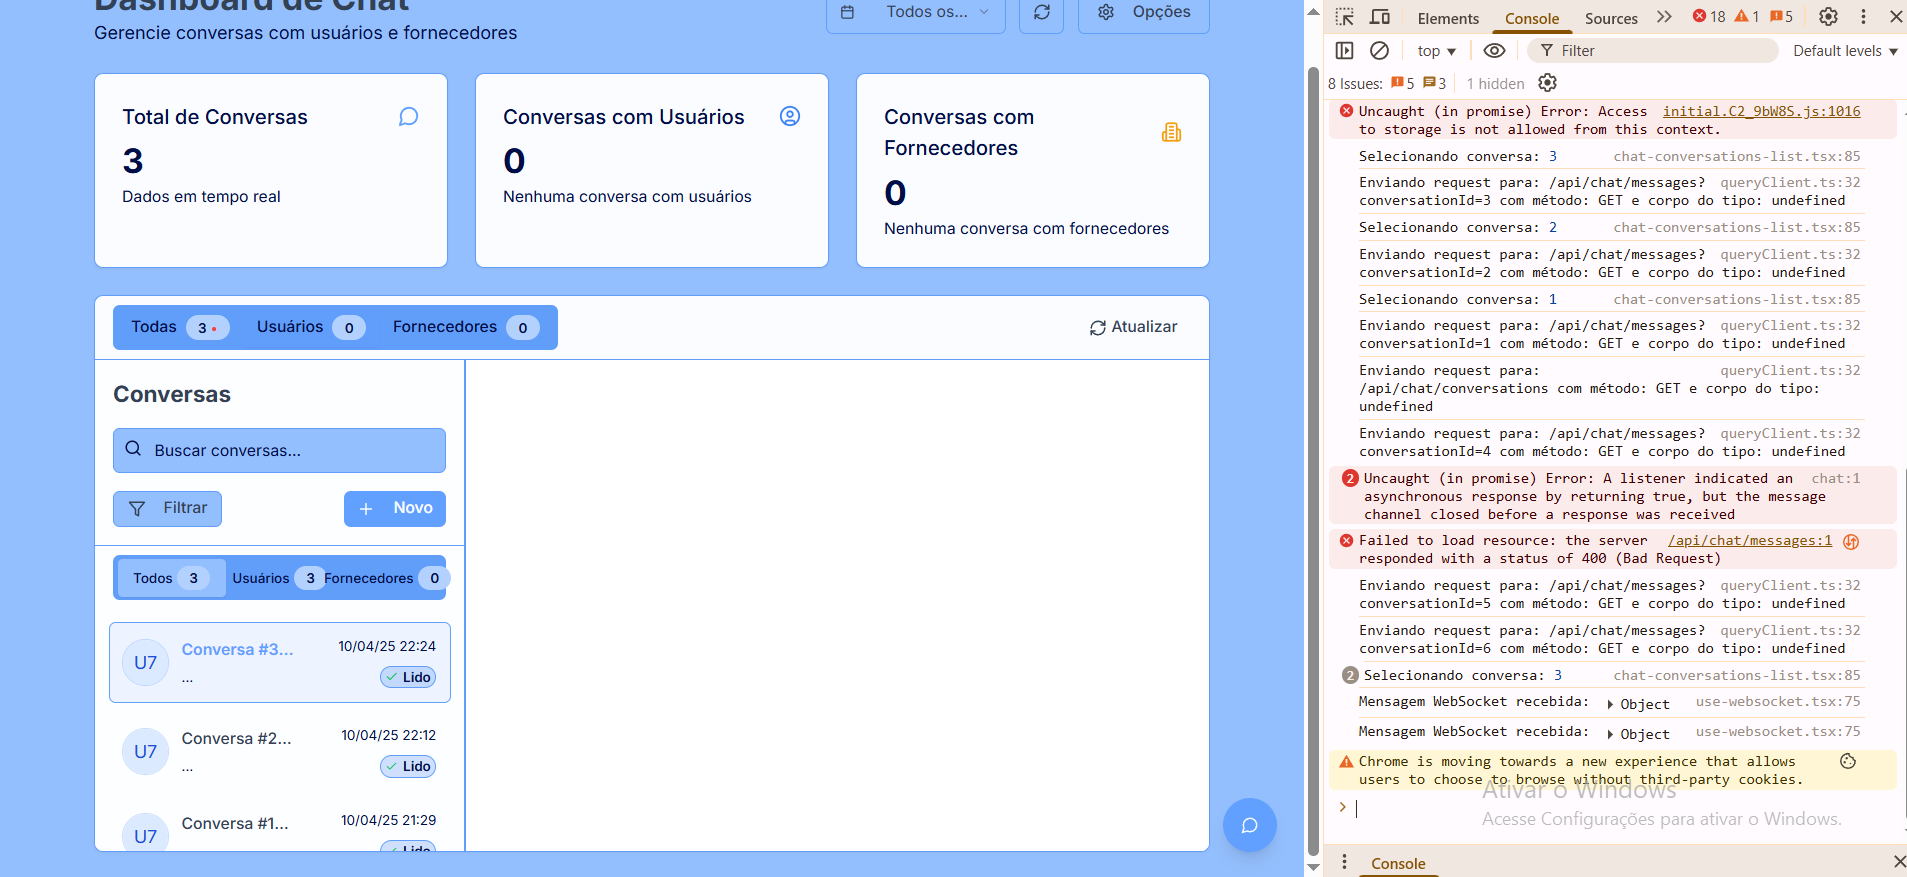 Dashboard de Chat
Gerencie conversas com usuários e fornecedores
Todos os...
Opções
Total de Conversas
3
Dados em tempo real
Conversas com Usuários
0
Nenhuma conversa com usuários
Conversas com
Fornecedores
0
Nenhuma conversa com fornecedores
Todas 3 Usuários 0 Fornecedores 0
Atualizar
Conversas
Buscar conversas...
Filtrar
+ Novo
Todos 3 Usuários 3 Fornecedores 0
U7
Conversa #3...
10/04/25 22:24
...
Lido
U7
Conversa #2...
10/04/25 22:12
...
Lido
U7
Conversa #1...
10/04/25 21:29
Lido
Elements Console Sources 18 1 5
top Filter Default levels
8 Issues: 5 3 1 hidden
Uncaught (in promise) Error: Access initial.C2_9bW8S.js:1016
to storage is not allowed from this context.
Selecionando conversa: 3 chat-conversations-list.tsx:85
Enviando request para: /api/chat/messages? queryClient.ts:32
conversationId=3 com método: GET e corpo do tipo: undefined
Selecionando conversa: 2 chat-conversations-list.tsx:85
Enviando request para: /api/chat/messages? queryClient.ts:32
conversationId=2 com método: GET e corpo do tipo: undefined
Selecionando conversa: 1 chat-conversations-list.tsx:85
Enviando request para: /api/chat/messages? queryClient.ts:32
conversationId=1 com método: GET e corpo do tipo: undefined
Enviando request para: queryClient.ts:32
/api/chat/conversations com método: GET e corpo do tipo:
undefined
Enviando request para: /api/chat/messages? queryClient.ts:32
conversationId=4 com método: GET e corpo do tipo: undefined
2 Uncaught (in promise) Error: A listener indicated an chat:1
asynchronous response by returning true, but the message
channel closed before a response was received
Failed to load resource: the server /api/chat/messages:1
responded with a status of 400 (Bad Request)
Enviando request para: /api/chat/messages? queryClient.ts:32
conversationId=5 com método: GET e corpo do tipo: undefined
Enviando request para: /api/chat/messages? queryClient.ts:32
conversationId=6 com método: GET e corpo do tipo: undefined
2 Selecionando conversa: 3 chat-conversations-list.tsx:85
Mensagem WebSocket recebida: Object use-websocket.tsx:75
Mensagem WebSocket recebida: Object use-websocket.tsx:75
Chrome is moving towards a new experience that allows
users to choose to browse without third-party cookies.
Ativar o Windows
Acesse Configurações para ativar o Windows.
Console